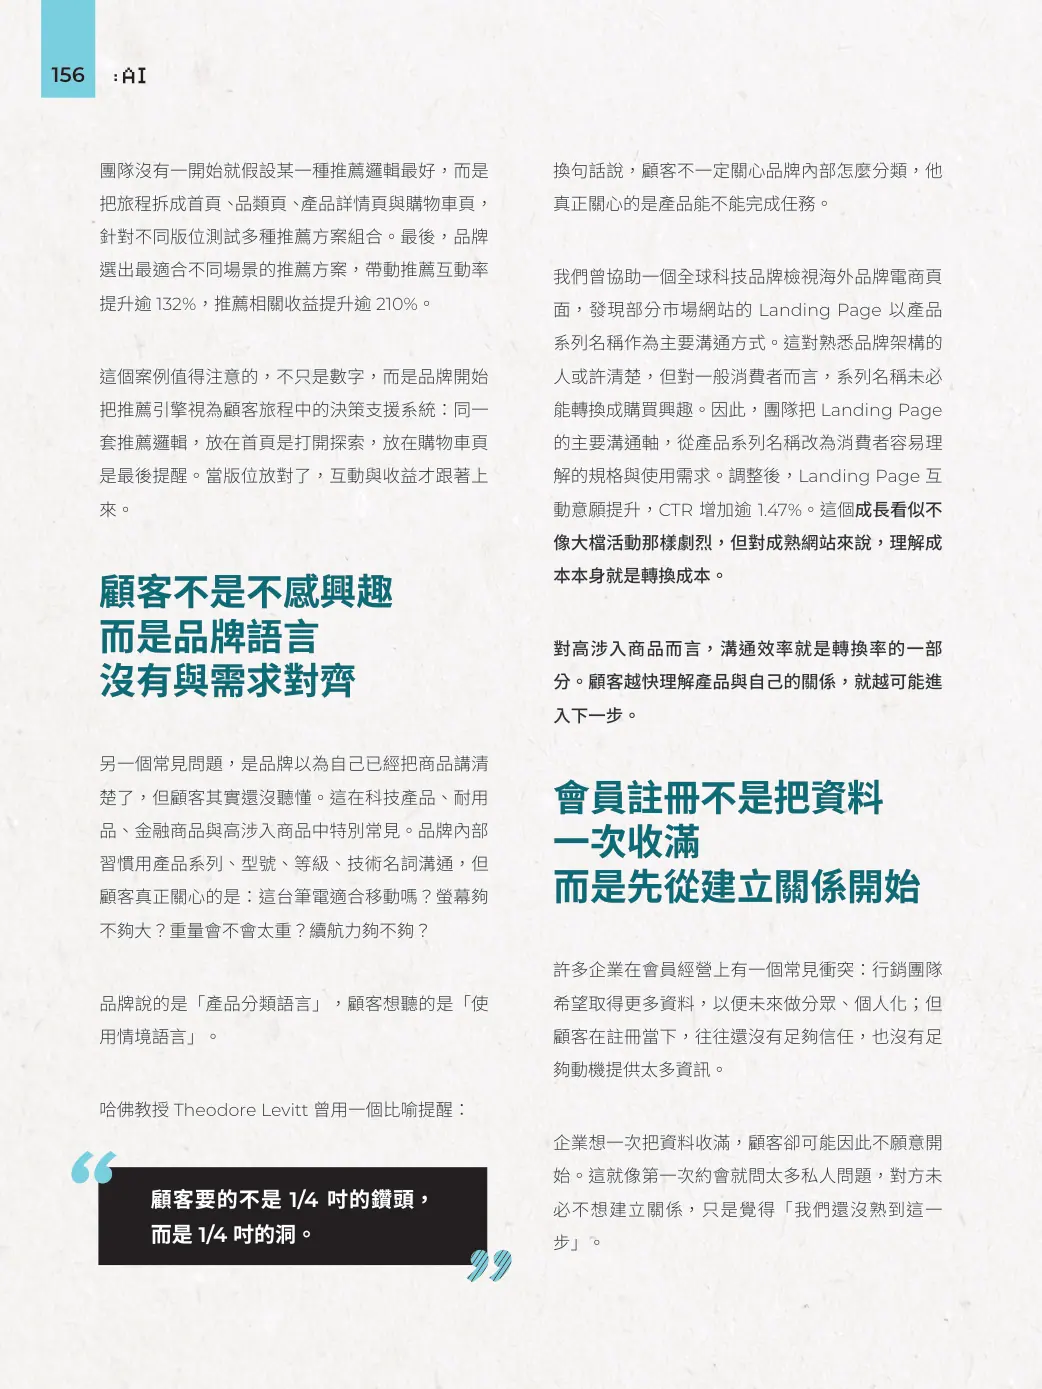 156
:AI
團隊沒有一開始就假設某一種推薦邏輯最好，而是
把旅程拆成首頁、品類頁、產品詳情頁與購物車頁，
針對不同版位測試多種推薦方案組合。最後，品牌
選出最適合不同場景的推薦方案，帶動推薦互動率
提升逾 132%，推薦相關收益提升逾 210%。
這個案例值得注意的，不只是數字，而是品牌開始
把推薦引擎視為顧客旅程中的決策支援系統：同一
套推薦邏輯，放在首頁是打開探索，放在購物車頁
是最後提醒。當版位放對了，互動與收益才跟著上
來。
顧客不是不感興趣
而是品牌語言
沒有與需求對齊
另一個常見問題，是品牌以為自己已經把商品講清
楚了，但顧客其實還沒聽懂。這在科技產品、耐用
品、金融商品與高涉入商品中特別常見。品牌內部
習慣用產品系列、型號、等級、技術名詞溝通，但
顧客真正關心的是：這台筆電適合移動嗎？螢幕夠
不夠大？重量會不會太重？續航力夠不夠？
品牌說的是「產品分類語言」，顧客想聽的是「使
用情境語言」。
哈佛教授 Theodore Levitt 曾用一個比喻提醒：
“
顧客要的不是 1/4 吋的鑽頭，
而是 1/4 吋的洞。
”
換句話說，顧客不一定關心品牌內部怎麼分類，他
真正關心的是產品能不能完成任務。
我們曾協助一個全球科技品牌檢視海外品牌電商頁
面，發現部分市場網站的 Landing Page 以產品
系列名稱作為主要溝通方式。這對熟悉品牌架構的
人或許清楚，但對一般消費者而言，系列名稱未必
能轉換成購買興趣。因此，團隊把 Landing Page
的主要溝通軸，從產品系列名稱改為消費者容易理
解的規格與使用需求。調整後，Landing Page 互
動意願提升，CTR 增加逾 1.47%。這個成長看似不
像大檔活動那樣劇烈，但對成熟網站來說，理解成
本本身就是轉換成本。
對高涉入商品而言，溝通效率就是轉換率的一部
分。顧客越快理解產品與自己的關係，就越可能進
入下一步。
會員註冊不是把資料
一次收滿
而是先從建立關係開始
許多企業在會員經營上有一個常見衝突：行銷團隊
希望取得更多資料，以便未來做分眾、個人化；但
顧客在註冊當下，往往還沒有足夠信任，也沒有足
夠動機提供太多資訊。
企業想一次把資料收滿，顧客卻可能因此不願意開
始。這就像第一次約會就問太多私人問題，對方未
必不想建立關係，只是覺得「我們還沒熟到這一
步」。